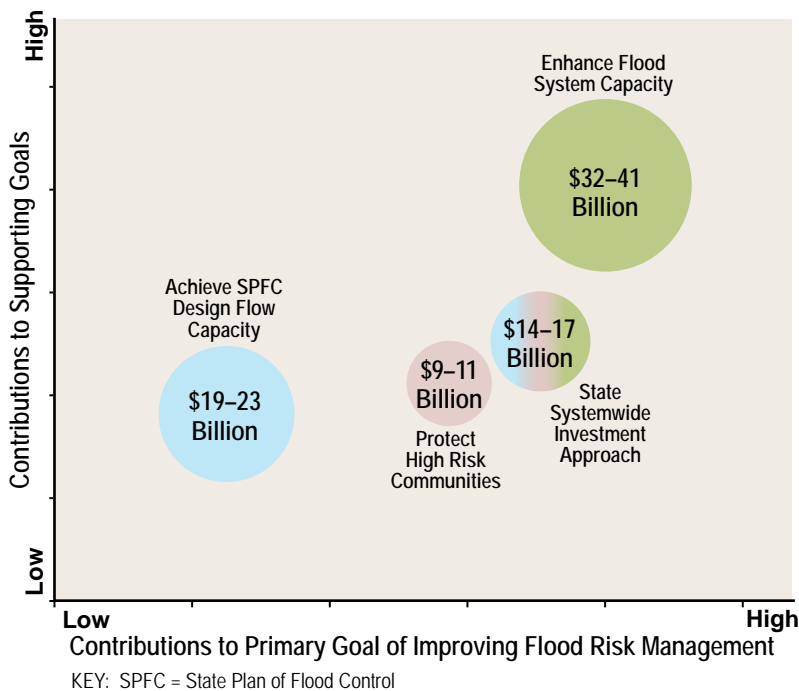 High
Contributions to Supporting Goals
Low
Enhance Flood
System Capacity
$32–41
Billion
Achieve SPFC
Design Flow
Capacity
$19–23
Billion
$9–11
Billion
Protect
High Risk
Communities
$14–17
Billion
State
Systemwide
Investment
Approach
Low
High
Contributions to Primary Goal of Improving Flood Risk Management
KEY: SPFC = State Plan of Flood Control